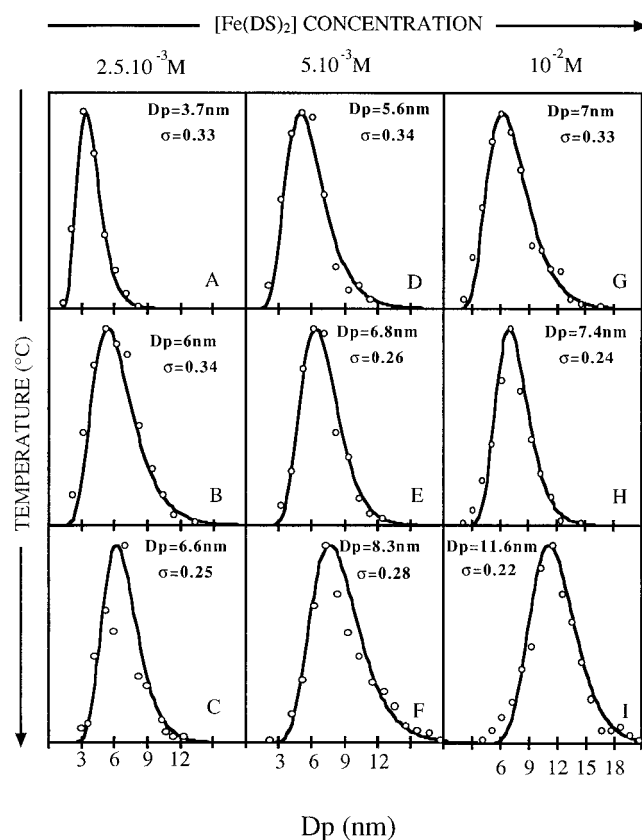 [Fe(DS)₂] CONCENTRATION
2.5.10⁻³M 5.10⁻³M 10⁻²M
TEMPERATURE (°C)
Dp=3.7nm
σ=0.33
A
Dp=5.6nm
σ=0.34
D
Dp=7nm
σ=0.33
G
Dp=6nm
σ=0.34
B
Dp=6.8nm
σ=0.26
E
Dp=7.4nm
σ=0.24
H
Dp=6.6nm
σ=0.25
C
Dp=8.3nm
σ=0.28
F
Dp=11.6nm
σ=0.22
I
3 6 9 12 3 6 9 12 6 9 12 15 18
Dp (nm)